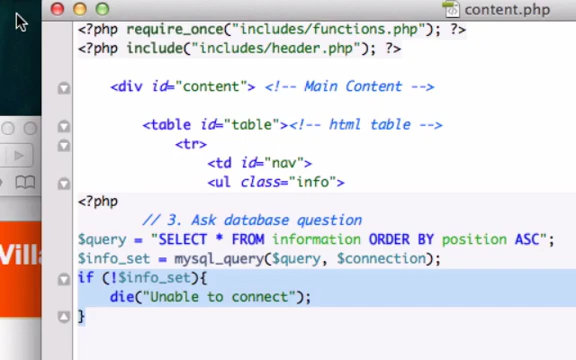 content.php
<?php require_once("includes/functions.php"); ?>
<?php include("includes/header.php"); ?>
<div id="content"> <!-- Main Content -->
<table id="table"><!-- html table -->
<tr>
<td id="nav">
<ul class="info">
<?php
// 3. Ask database question
$query = "SELECT * FROM information ORDER BY position ASC";
$info_set = mysql_query($query, $connection);
if (!$info_set){
die("Unable to connect");
}
Villa